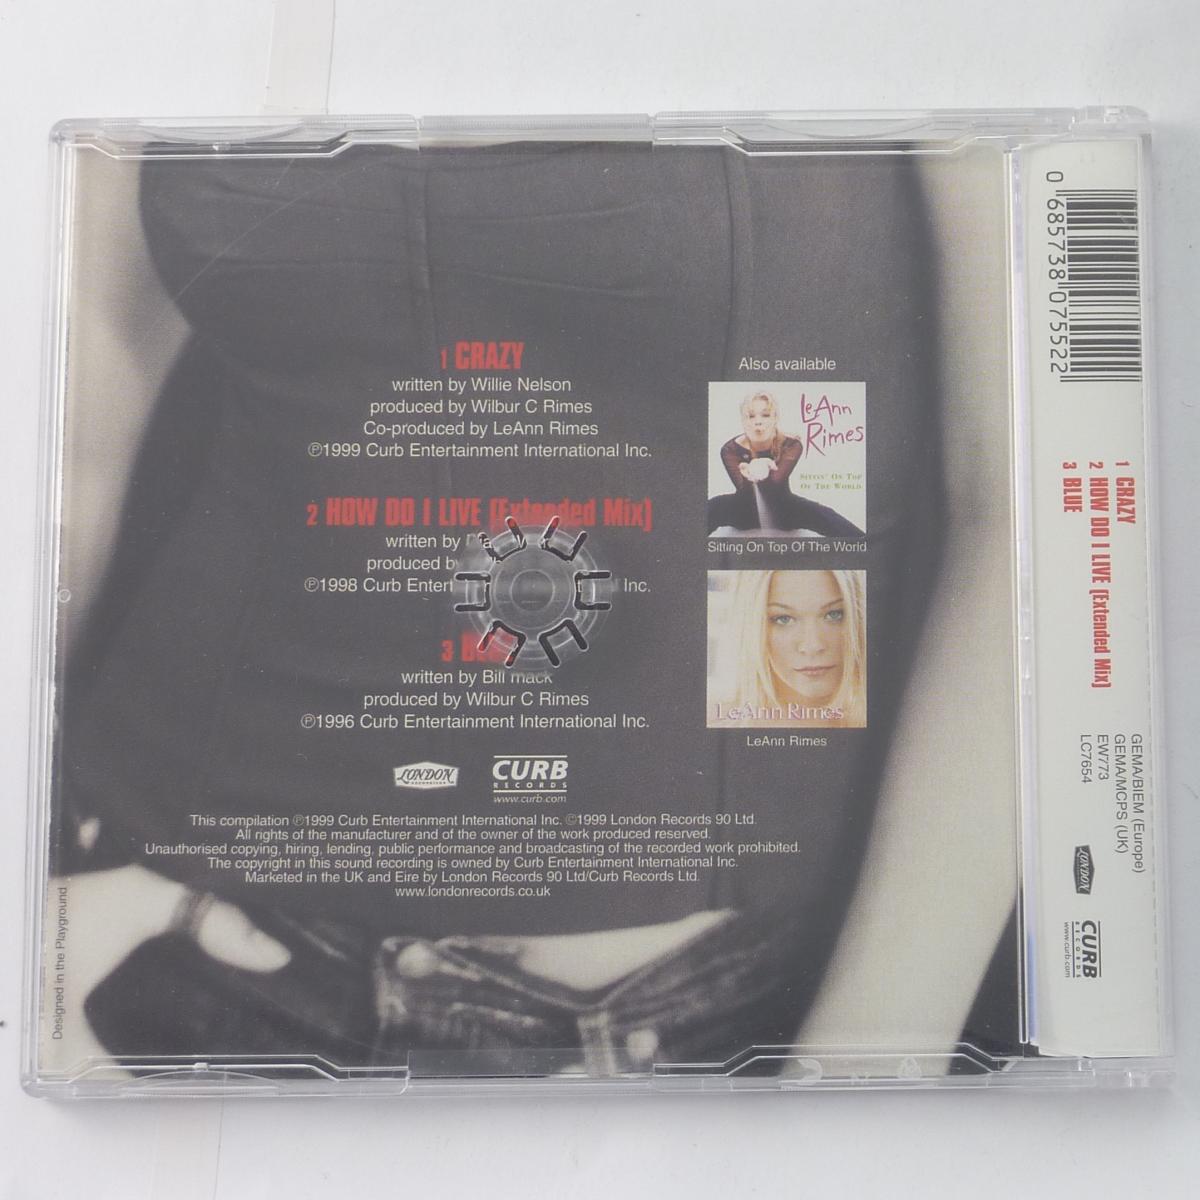 1 CRAZY
written by Willie Nelson
produced by Wilbur C Rimes
Co-produced by LeAnn Rimes
℗1999 Curb Entertainment International Inc.
2 HOW DO I LIVE [Extended Mix]
written by
produced by
℗1998 Curb Inc.
3
written by Bill mack
produced by Wilbur C Rimes
℗1996 Curb Entertainment International Inc.
LONDON
CURB
RECORDS
www.curb.com
This compilation ℗1999 Curb Entertainment International Inc. ©1999 London Records 90 Ltd.
All rights of the manufacturer and of the owner of the work produced reserved.
Unauthorised copying, hiring, lending, public performance and broadcasting of the recorded work prohibited.
The copyright in this sound recording is owned by Curb Entertainment International Inc.
Marketed in the UK and Eire by London Records 90 Ltd/Curb Records Ltd.
www.londonrecords.co.uk
Also available
LeAnn
Rimes
SITTIN' ON TOP
OF THE WORLD
Sitting On Top Of The World
LeAnn Rimes
LeAnn Rimes
Designed in the Playground
0 685738 075522
1 CRAZY
2 HOW DO I LIVE [Extended Mix]
3 BLUE
GEMA/BIEM (Europe)
GEMA/MCPS (UK)
EW773
LC7654
LONDON
CURB
RECORDS
www.curb.com